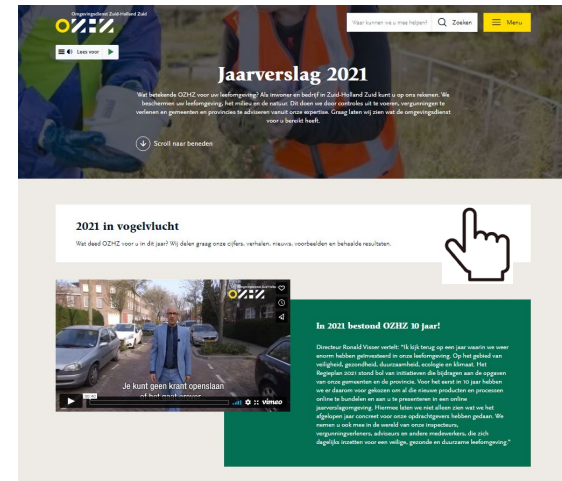 Omgevingsdienst Zuid-Holland Zuid
OZHZ
Waar kunnen we u mee helpen?
Zoeken
Menu
Lees voor
Jaarverslag 2021
Wat betekende OZHZ voor uw leefomgeving? Als inwoner en bedrijf in Zuid-Holland Zuid kunt u op ons rekenen. We
beschermen uw leefomgeving, het milieu en de natuur. Dit doen we door controles uit te voeren, vergunningen te
verlenen en gemeenten en provincies te adviseren vanuit onze expertise. Graag laten wij zien wat de omgevingsdienst
voor u bereikt heeft.
Scroll naar beneden
2021 in vogelvlucht
Wat deed OZHZ voor u in dit jaar? Wij delen graag onze cijfers, verhalen, nieuws, voorbeelden en behaalde resultaten.
OZHZ
Je kunt geen krant openslaan
of het gaat erover
vimeo
In 2021 bestond OZHZ 10 jaar!
Directeur Ronald Visser vertelt: "Ik kijk terug op een jaar waarin we weer
enorm hebben geïnvesteerd in onze leefomgeving. Op het gebied van
veiligheid, gezondheid, duurzaamheid, ecologie en klimaat. Het
Regieplan 2021 stond bol van initiatieven die bijdragen aan de opgaven
van onze gemeenten en de provincie. Voor het eerst in 10 jaar hebben
we er daarom voor gekozen om al die nieuwe producten en processen
online te bundelen en aan u te presenteren in een online
jaarverslagomgeving. Hiermee laten we niet alleen zien wat we het
afgelopen jaar concreet voor onze opdrachtgevers hebben gedaan. We
nemen u ook mee in de wereld van onze inspecteurs,
vergunningverleners, adviseurs en andere medewerkers, die zich
dagelijks inzetten voor een veilige, gezonde en duurzame leefomgeving."